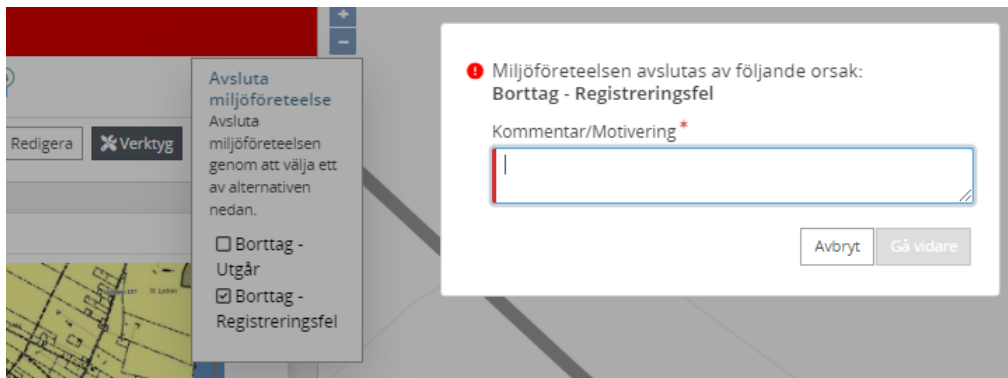 +
−
Avsluta
miljöföreteelse
Avsluta
miljöföreteelsen
genom att välja ett
av alternativen
nedan.
Borttag -
Utgår
Borttag -
Registreringsfel
Redigera
Verktyg
Miljöföreteelsen avslutas av följande orsak:
Borttag - Registreringsfel
Kommentar/Motivering *
Avbryt
Gå vidare